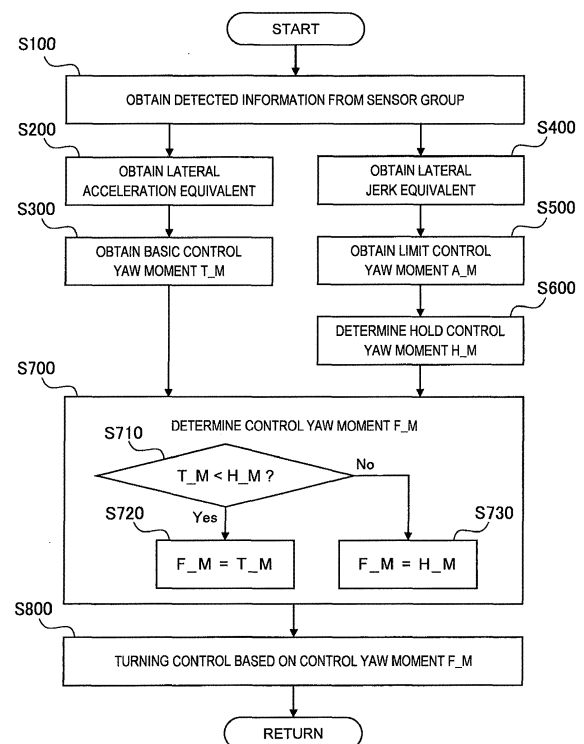 START
S100
OBTAIN DETECTED INFORMATION FROM SENSOR GROUP
S200
OBTAIN LATERAL
ACCELERATION EQUIVALENT
S300
OBTAIN BASIC CONTROL
YAW MOMENT T_M
S400
OBTAIN LATERAL
JERK EQUIVALENT
S500
OBTAIN LIMIT CONTROL
YAW MOMENT A_M
S600
DETERMINE HOLD CONTROL
YAW MOMENT H_M
S700
DETERMINE CONTROL YAW MOMENT F_M
S710
T_M < H_M ?
No
Yes
S720
F_M = T_M
S730
F_M = H_M
S800
TURNING CONTROL BASED ON CONTROL YAW MOMENT F_M
RETURN